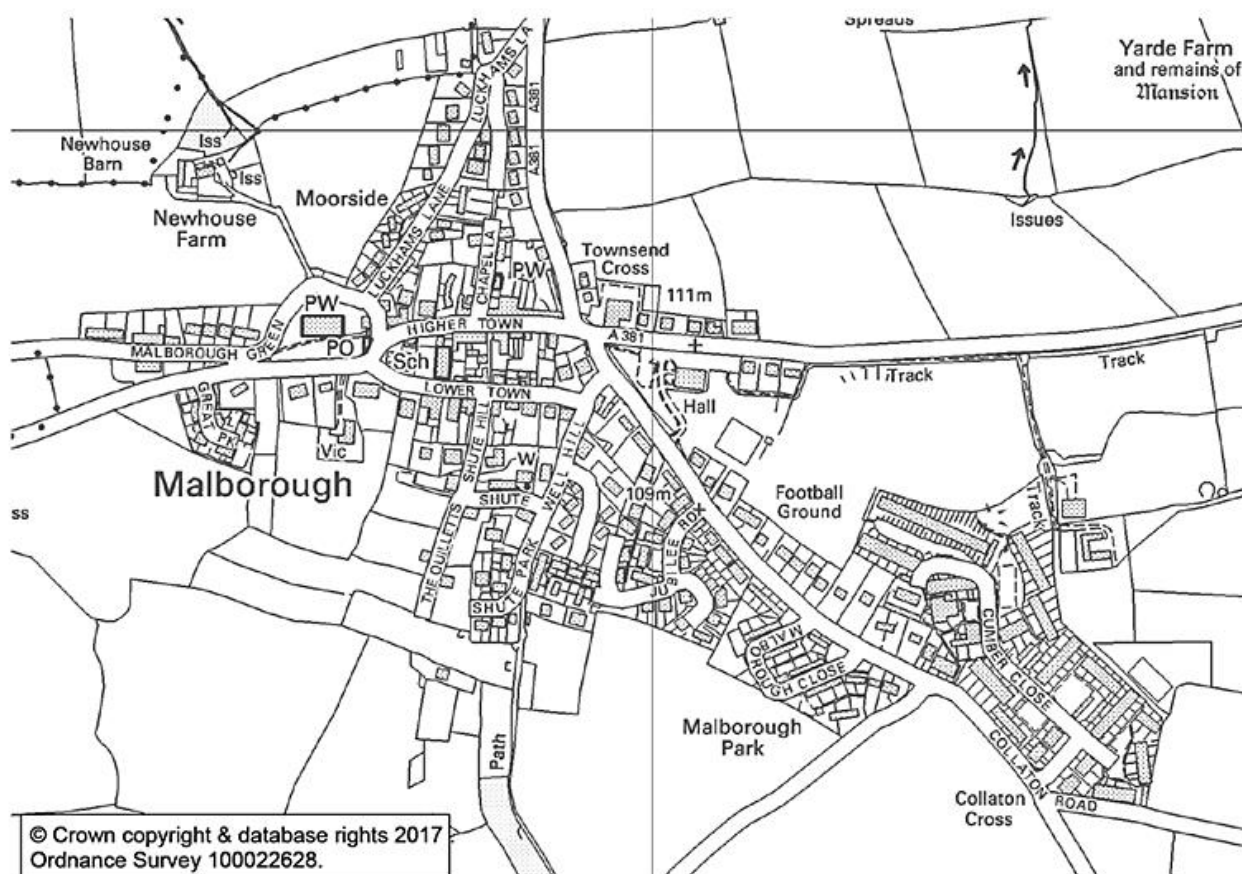 Spreads
Yarde Farm
and remains of
Mansion
LUCKHAMS LA
A381
A381
Newhouse
Barn
Iss
Iss
Newhouse
Farm
Moorside
LUCKHAMS LANE
CHAPEL LA
PW
Townsend
Cross
111m
Issues
PW
PO
MALBOROUGH GREEN
HIGHER TOWN
Sch
LOWER TOWN
A 381
Hall
Track
Track
Track
GREAT
PK
Vic
Malborough
SHUTE HILL
W
WELL HILL
SHUTE
THE QUILLETS
SHUTE PARK
109m
JUBILEE ROAD
Football
Ground
MALBOROUGH CLOSE
CUMBER CLOSE
Malborough
Park
COLLATON ROAD
Collaton
Cross
Path
ss
© Crown copyright & database rights 2017
Ordnance Survey 100022628.